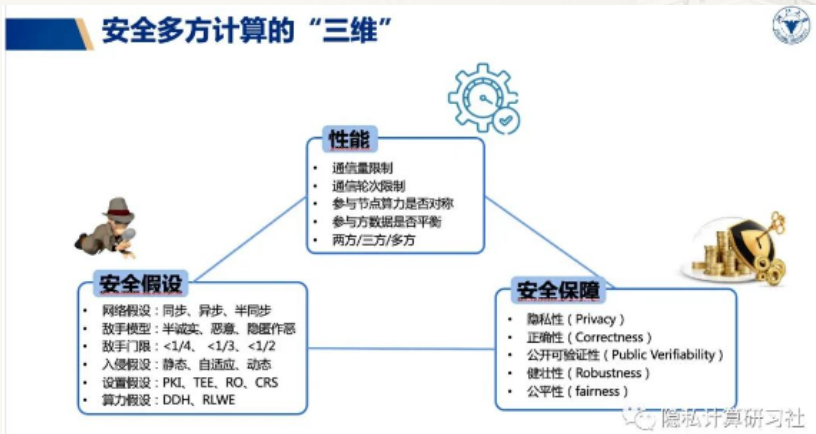 安全多方计算的“三维”
性能
• 通信量限制
• 通信轮次限制
• 参与节点算力是否对称
• 参与方数据是否平衡
• 两方/三方/多方
安全假设
• 网络假设：同步、异步、半同步
• 敌手模型：半诚实、恶意、隐匿作恶
• 敌手门限：<1/4、 <1/3、<1/2
• 入侵假设：静态、自适应、动态
• 设置假设：PKI、TEE、RO、CRS
• 算力假设：DDH、RLWE
安全保障
• 隐私性（Privacy）
• 正确性（Correctness）
• 公开可验证性（Public Verifiability）
• 健壮性（Robustness）
• 公平性（fairness）
隐私计算研习社